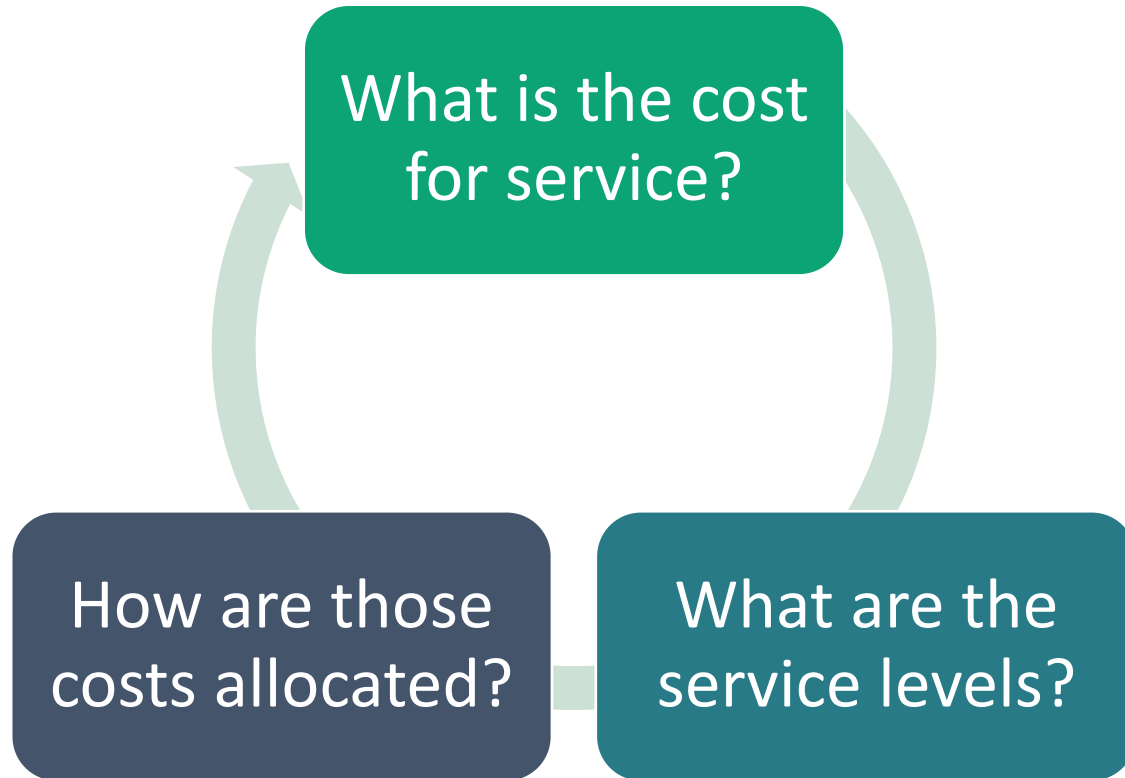 What is the cost
for service?
How are those
costs allocated?
What are the
service levels?